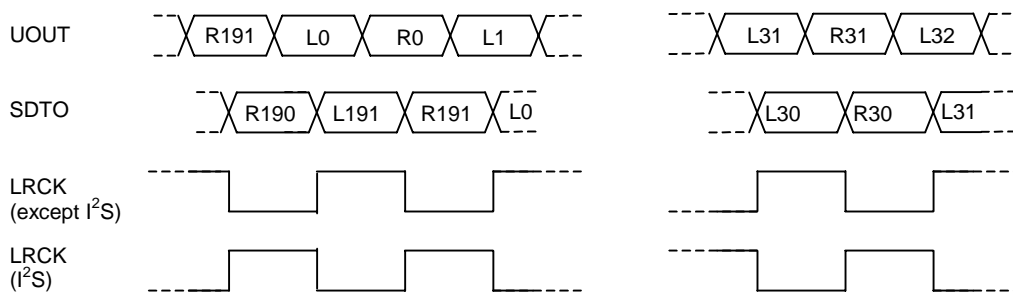 UOUT R191 L0 R0 L1 L31 R31 L32
SDTO R190 L191 R191 L0 L30 R30 L31
LRCK
(except I²S)
LRCK
(I²S)